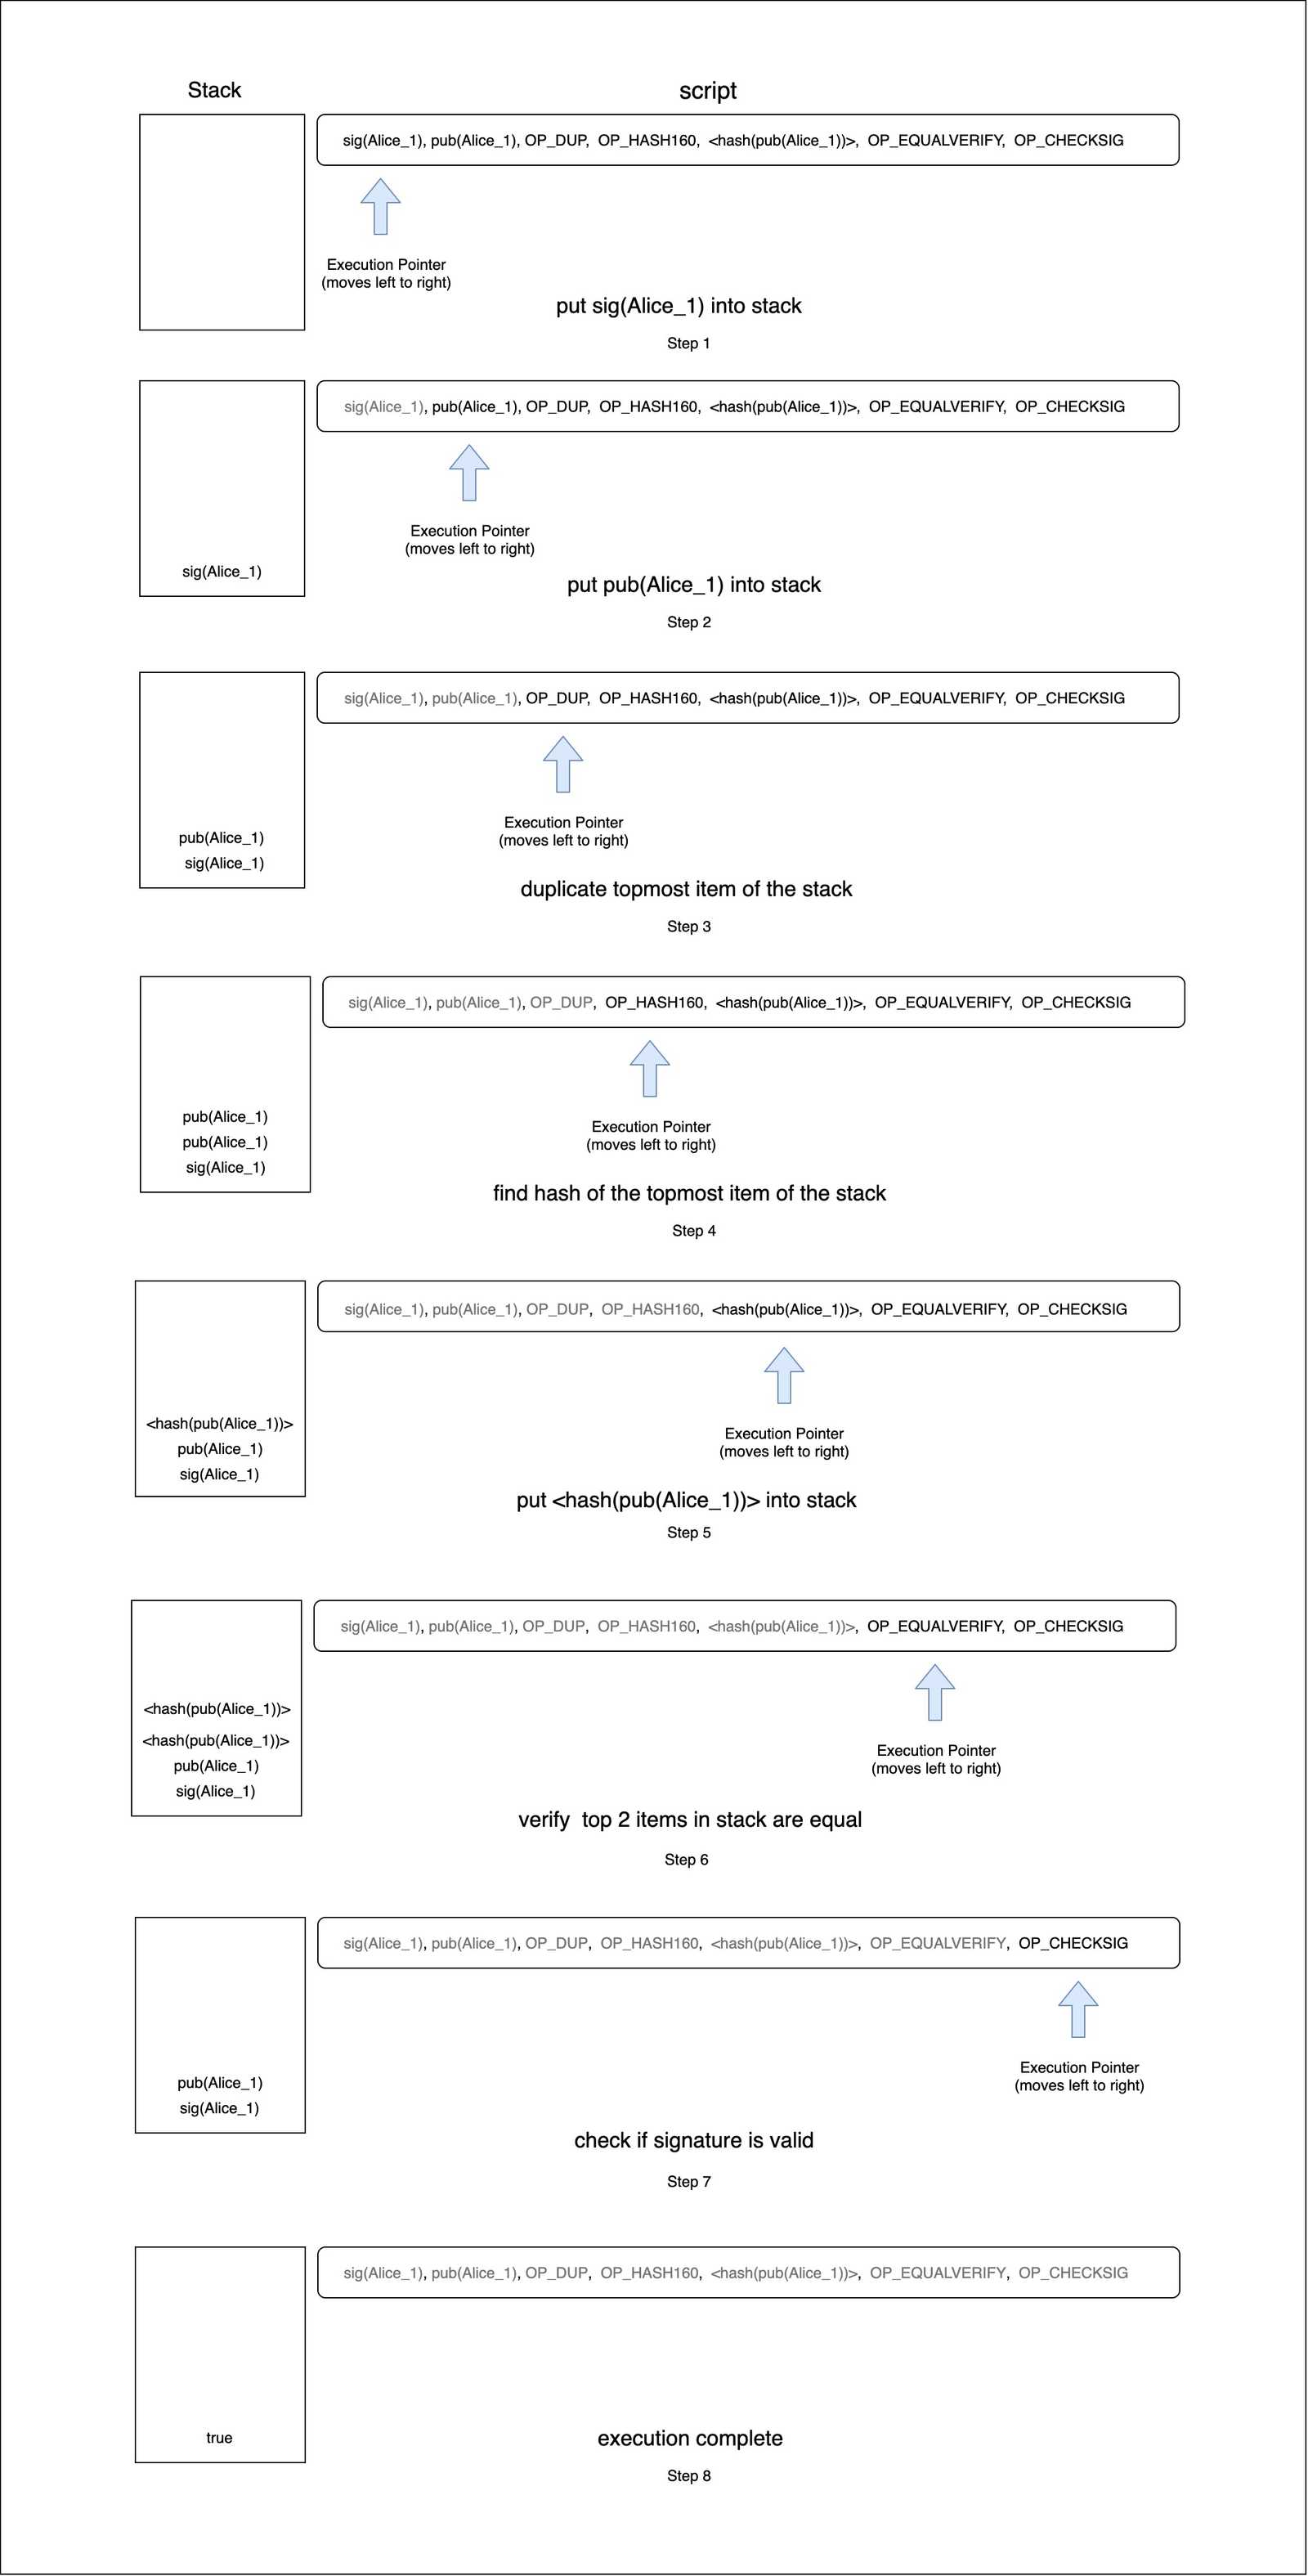 Stack
script
sig(Alice_1), pub(Alice_1), OP_DUP, OP_HASH160, <hash(pub(Alice_1))>, OP_EQUALVERIFY, OP_CHECKSIG
Execution Pointer
(moves left to right)
put sig(Alice_1) into stack
Step 1
sig(Alice_1), pub(Alice_1), OP_DUP, OP_HASH160, <hash(pub(Alice_1))>, OP_EQUALVERIFY, OP_CHECKSIG
Execution Pointer
(moves left to right)
sig(Alice_1)
put pub(Alice_1) into stack
Step 2
sig(Alice_1), pub(Alice_1), OP_DUP, OP_HASH160, <hash(pub(Alice_1))>, OP_EQUALVERIFY, OP_CHECKSIG
Execution Pointer
(moves left to right)
pub(Alice_1)
sig(Alice_1)
duplicate topmost item of the stack
Step 3
sig(Alice_1), pub(Alice_1), OP_DUP, OP_HASH160, <hash(pub(Alice_1))>, OP_EQUALVERIFY, OP_CHECKSIG
Execution Pointer
(moves left to right)
pub(Alice_1)
pub(Alice_1)
sig(Alice_1)
find hash of the topmost item of the stack
Step 4
sig(Alice_1), pub(Alice_1), OP_DUP, OP_HASH160, <hash(pub(Alice_1))>, OP_EQUALVERIFY, OP_CHECKSIG
Execution Pointer
(moves left to right)
<hash(pub(Alice_1))>
pub(Alice_1)
sig(Alice_1)
put <hash(pub(Alice_1))> into stack
Step 5
sig(Alice_1), pub(Alice_1), OP_DUP, OP_HASH160, <hash(pub(Alice_1))>, OP_EQUALVERIFY, OP_CHECKSIG
Execution Pointer
(moves left to right)
<hash(pub(Alice_1))>
<hash(pub(Alice_1))>
pub(Alice_1)
sig(Alice_1)
verify top 2 items in stack are equal
Step 6
sig(Alice_1), pub(Alice_1), OP_DUP, OP_HASH160, <hash(pub(Alice_1))>, OP_EQUALVERIFY, OP_CHECKSIG
Execution Pointer
(moves left to right)
pub(Alice_1)
sig(Alice_1)
check if signature is valid
Step 7
sig(Alice_1), pub(Alice_1), OP_DUP, OP_HASH160, <hash(pub(Alice_1))>, OP_EQUALVERIFY, OP_CHECKSIG
true
execution complete
Step 8